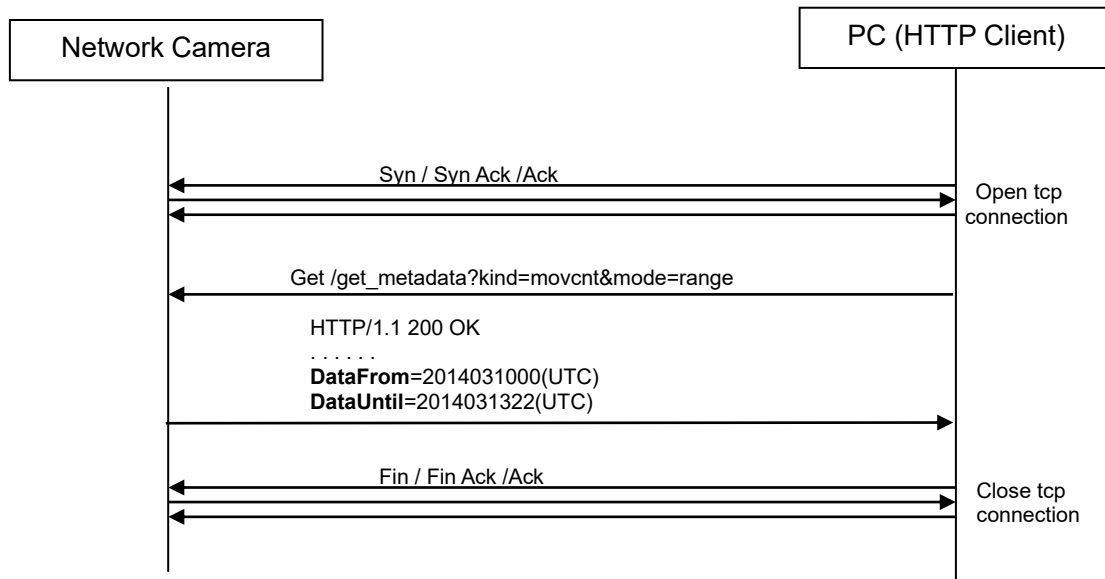 Network Camera
PC (HTTP Client)
Syn / Syn Ack /Ack
Open tcp
connection
Get /get_metadata?kind=movcnt&mode=range
HTTP/1.1 200 OK
. . . . . .
DataFrom=2014031000(UTC)
DataUntil=2014031322(UTC)
Fin / Fin Ack /Ack
Close tcp
connection